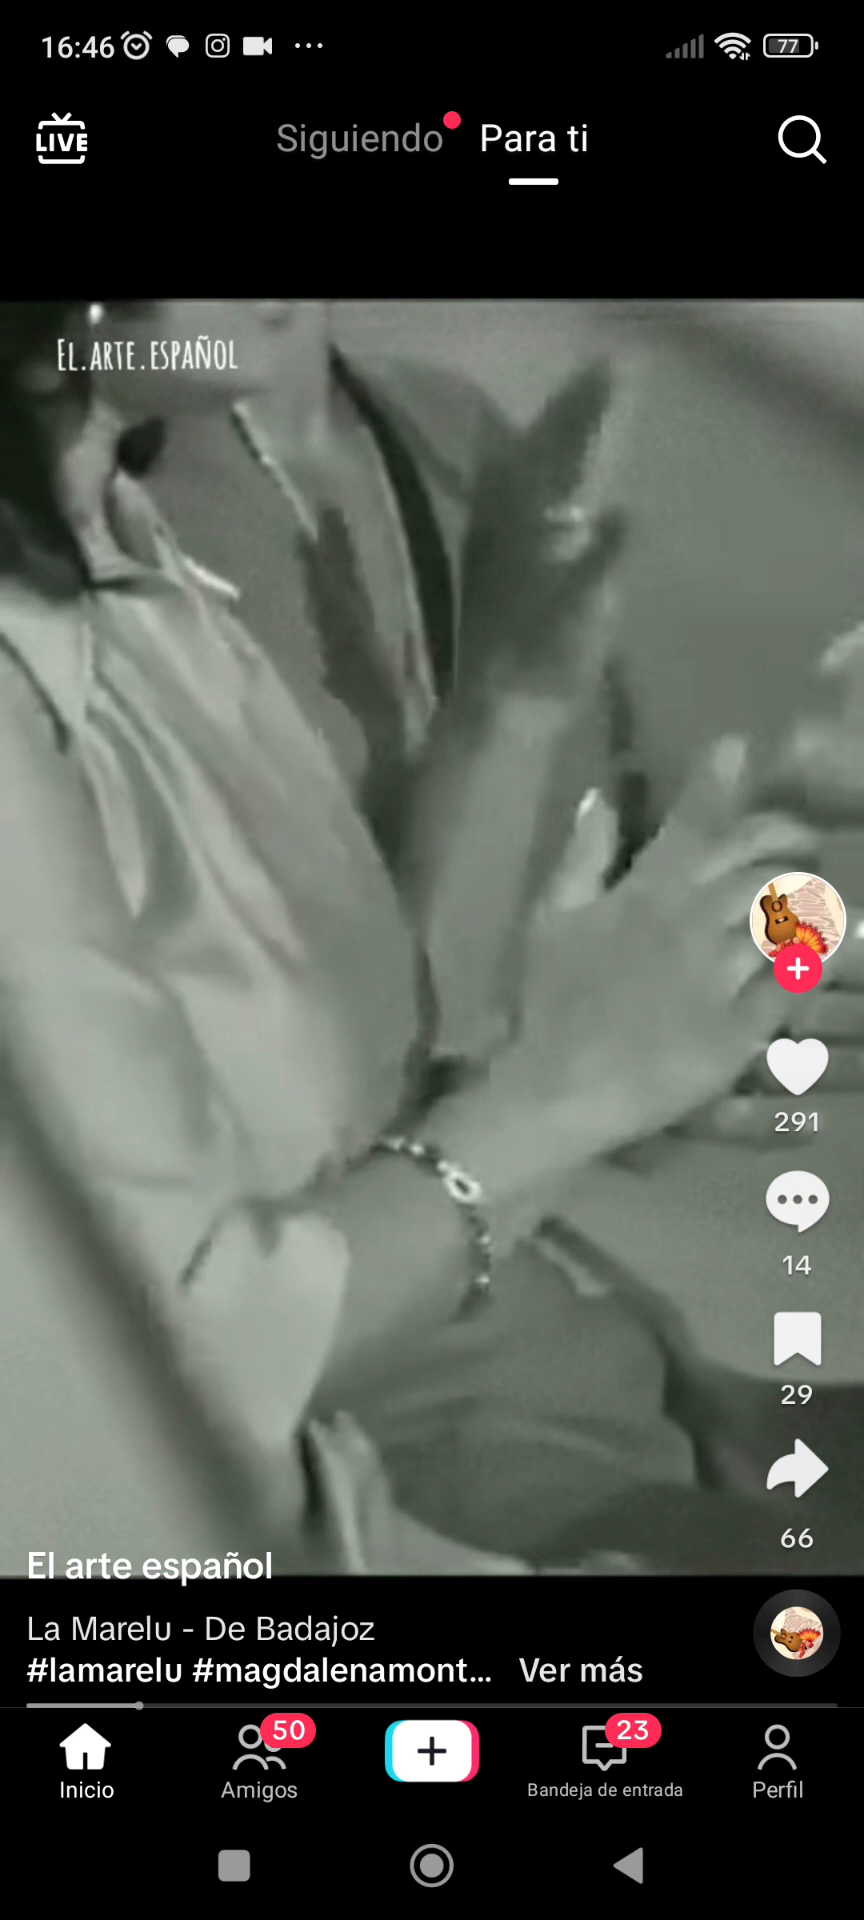 16:46
77
LIVE
Siguiendo
Para ti
EL.ARTE.ESPAÑOL
291
14
29
66
El arte español
La Marelu - De Badajoz
#lamarelu #magdalenamont... Ver más
50
23
Inicio
Amigos
Bandeja de entrada
Perfil